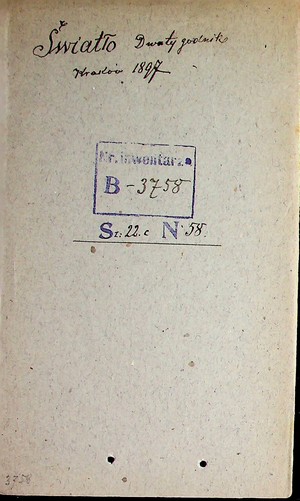 Światło Dwutygodnik
Kraków 1897
Nr. inwentarza
B - 3758
Sz: 22.c N 58.
3758